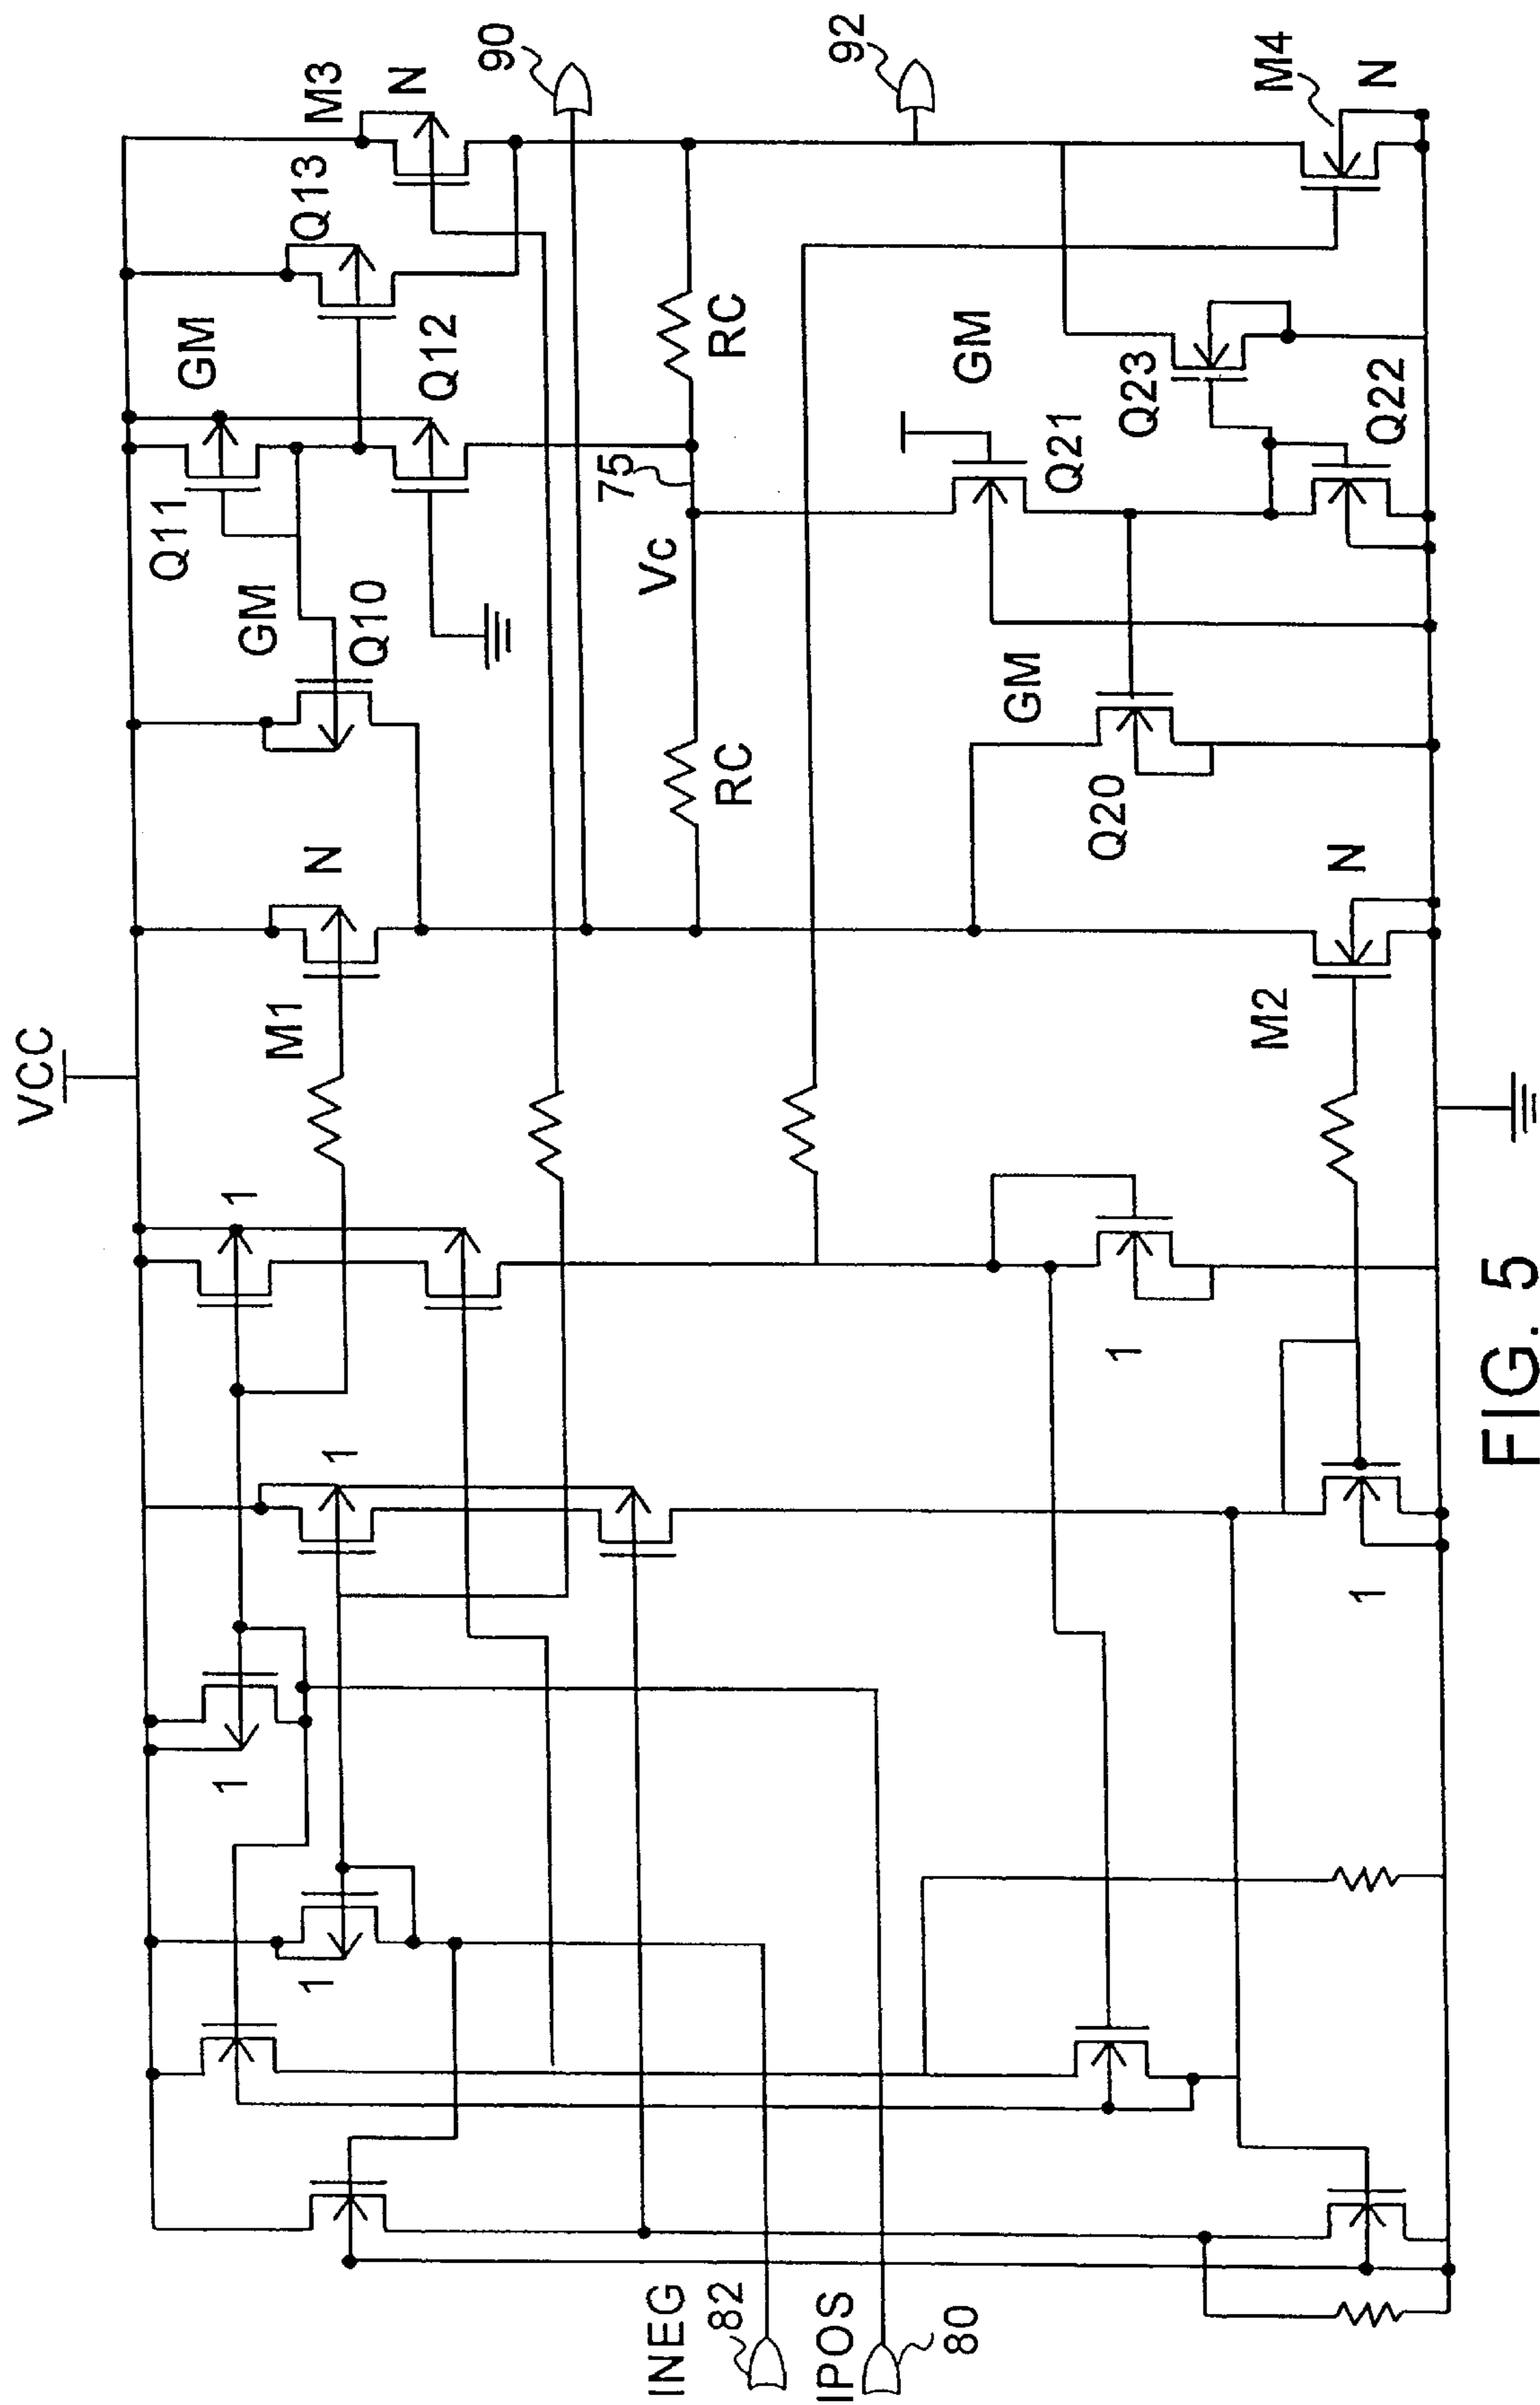 VCC
INEG
82
IPOS
80
1
1
1
1
1
1
M1
N
M2
N
GM
Q10
Q11
GM
Q12
Q13
M3
N
90
92
RC
RC
Vc
75
GM
Q20
GM
Q21
Q22
Q23
M4
N
FIG. 5